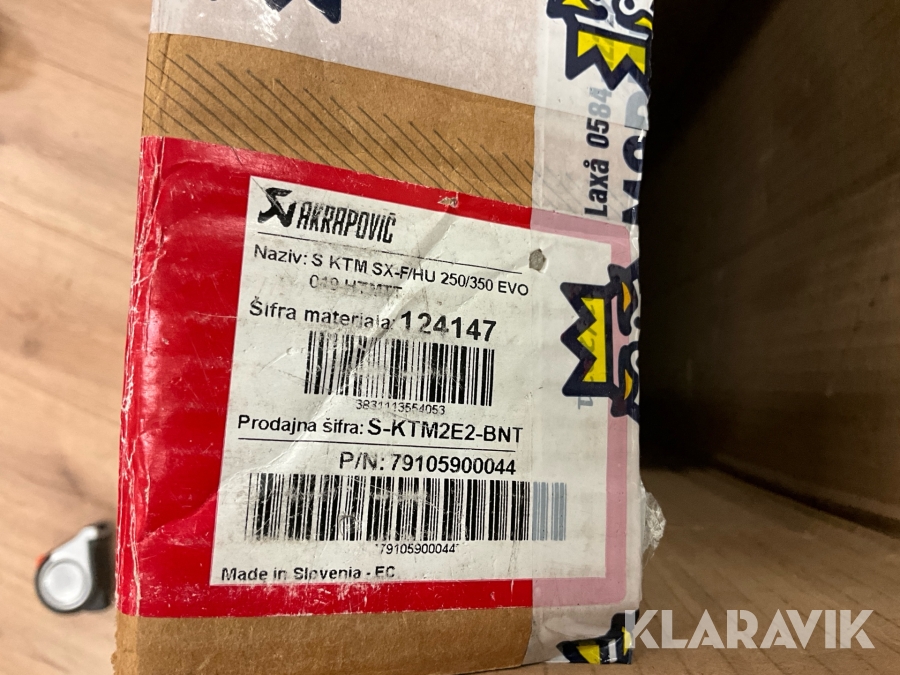 AKRAPOVIČ
Naziv: S KTM SX-F/HU 250/350 EVO
Šifra materiala: 124147
3831113554053
Prodajna šifra: S-KTM2E2-BNT
P/N: 79105900044
*79105900044*
Made in Slovenia - EC
Laxå 0584
KLARAVIK